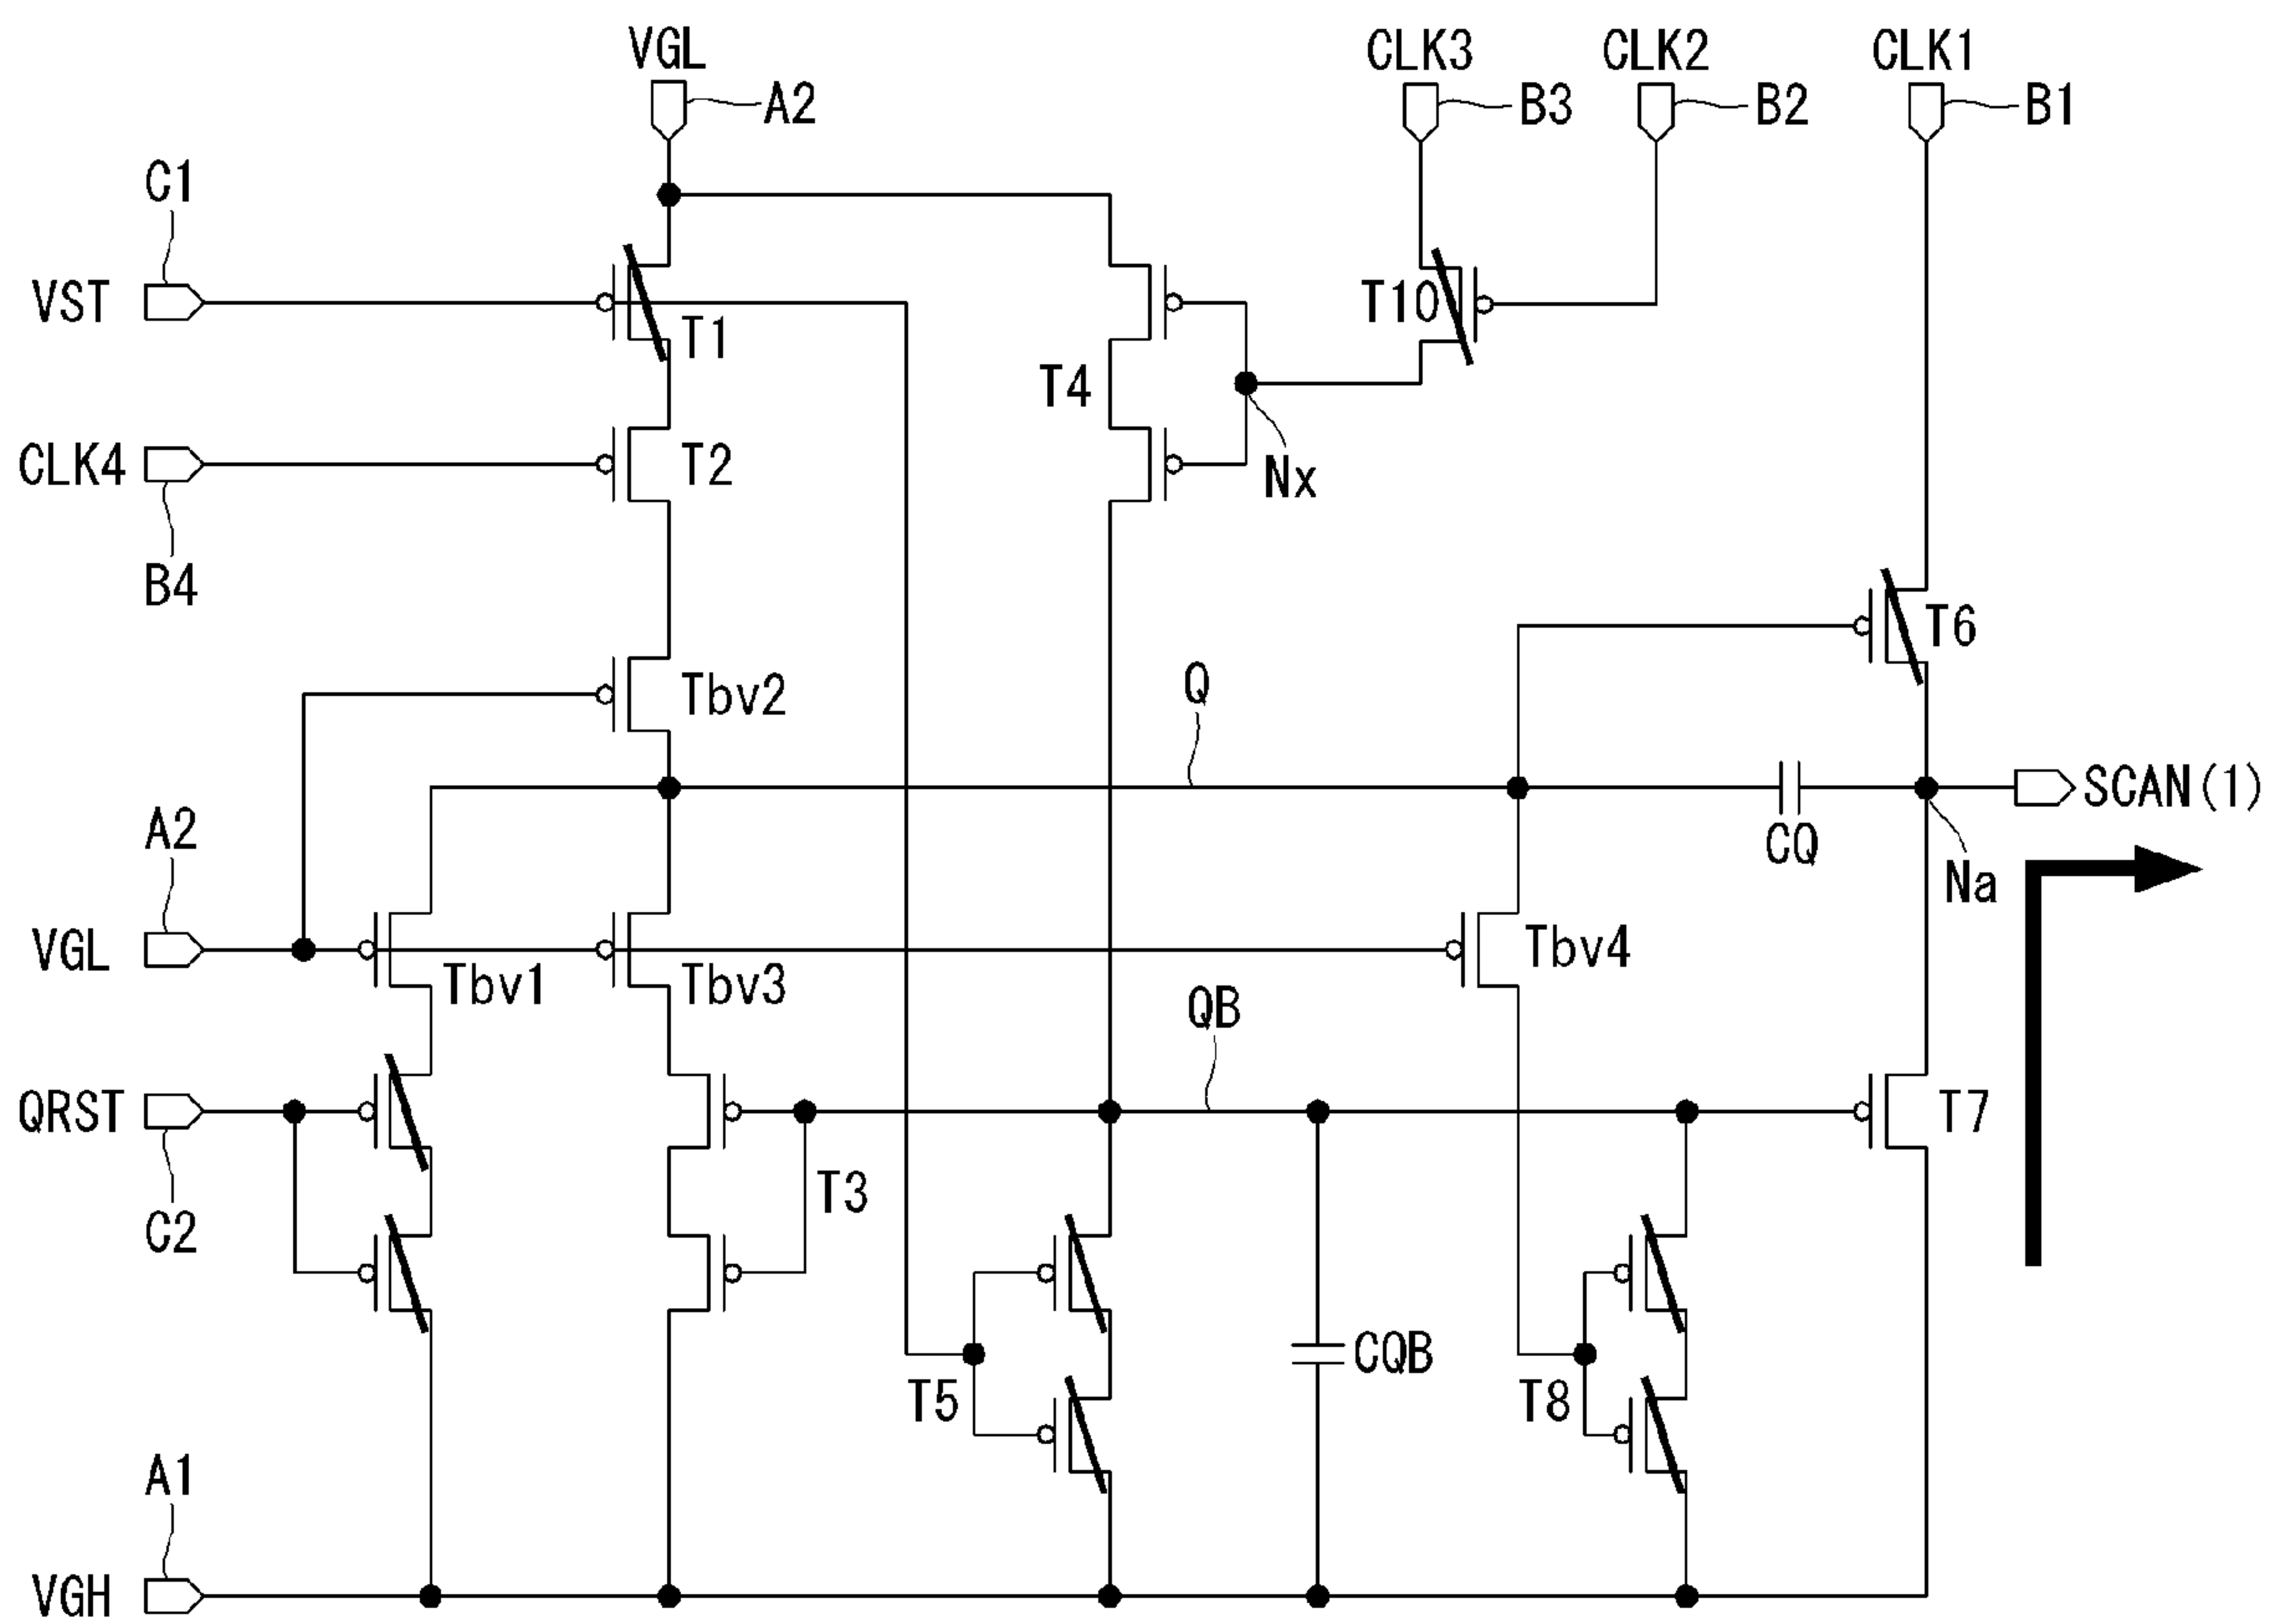 VGL
CLK3
CLK2
CLK1
A2
B3
B2
B1
C1
VST
T1
T10
T4
CLK4
T2
Nx
B4
T6
Tbv2
Q
SCAN(1)
A2
CQ
Na
VGL
Tbv1
Tbv3
Tbv4
QB
QRST
T7
T3
C2
CQB
T5
T8
A1
VGH